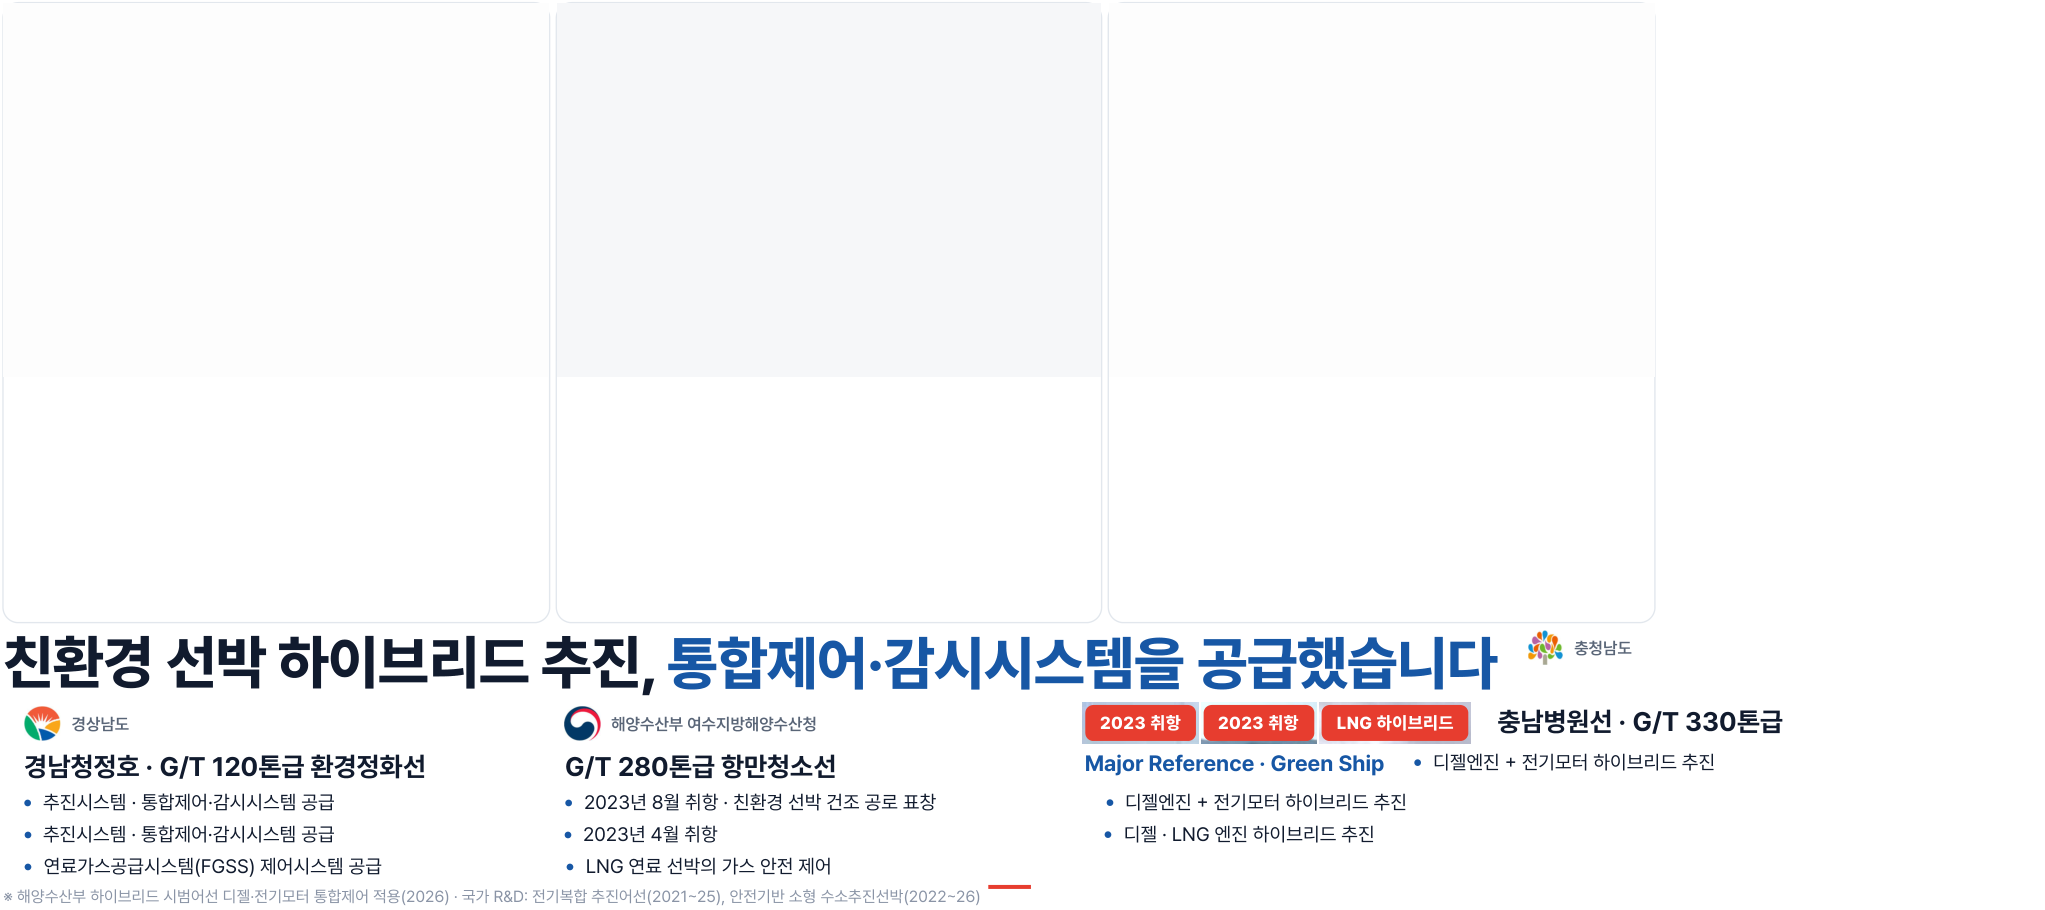 친환경 선박 하이브리드 추진, 통합제어·감시시스템을 공급했습니다
충청남도
경상남도
해양수산부 여수지방해양수산청
2023 취항
2023 취항
LNG 하이브리드
충남병원선 · G/T 330톤급
경남청정호 · G/T 120톤급 환경정화선
G/T 280톤급 항만청소선
Major Reference · Green Ship
• 디젤엔진 + 전기모터 하이브리드 추진
• 추진시스템 · 통합제어·감시시스템 공급
• 2023년 8월 취항 · 친환경 선박 건조 공로 표창
• 디젤엔진 + 전기모터 하이브리드 추진
• 추진시스템 · 통합제어·감시시스템 공급
• 2023년 4월 취항
• 디젤 · LNG 엔진 하이브리드 추진
• 연료가스공급시스템(FGSS) 제어시스템 공급
• LNG 연료 선박의 가스 안전 제어
※ 해양수산부 하이브리드 시범어선 디젤·전기모터 통합제어 적용(2026) · 국가 R&D: 전기복합 추진어선(2021~25), 안전기반 소형 수소추진선박(2022~26)